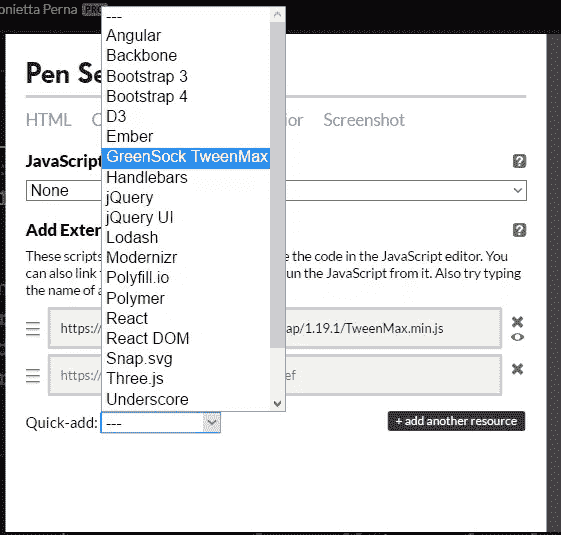 onietta Perna PRO
Pen Se
HTML
C
ior
Screenshot
JavaScript
None
Add Exter
These scripts
e the code in the JavaScript editor. You
can also link
un the JavaScript from it. Also try typing
the name of a
https:/
ap/1.19.1/TweenMax.min.js
https:/
ef
Quick-add: ---
+ add another resource
---
Angular
Backbone
Bootstrap 3
Bootstrap 4
D3
Ember
GreenSock TweenMax
Handlebars
jQuery
jQuery UI
Lodash
Modernizr
Polyfill.io
Polymer
React
React DOM
Snap.svg
Three.js
Underscore